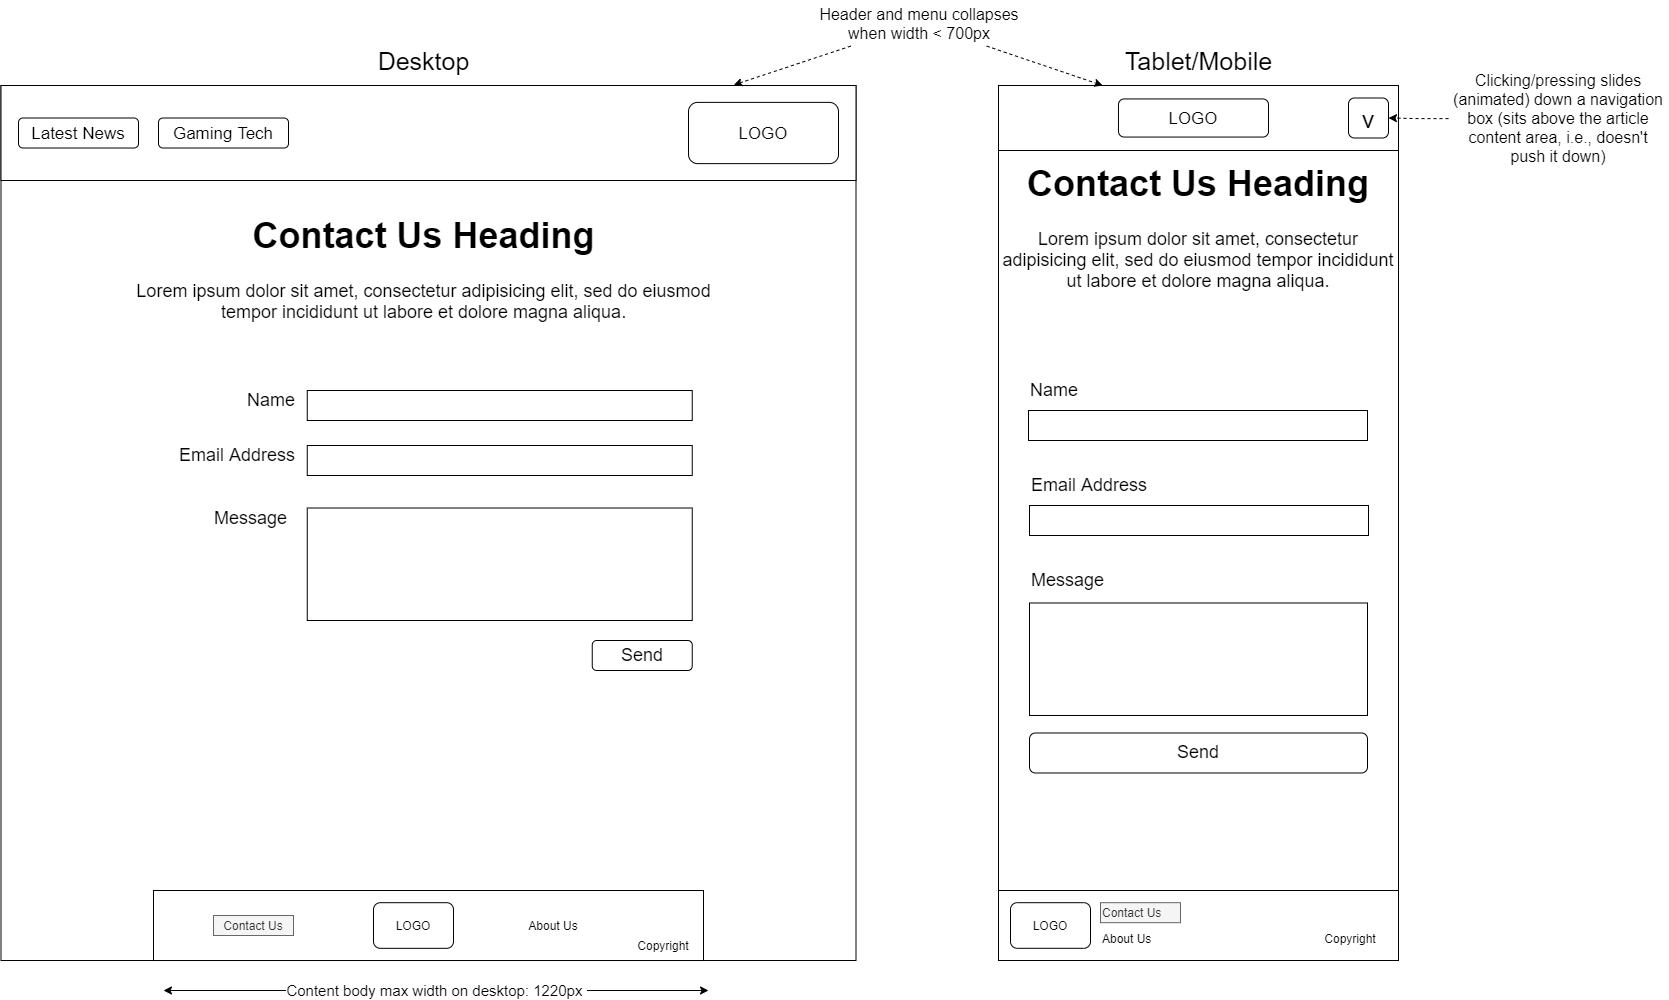 Header and menu collapses
when width < 700px
Desktop
Tablet/Mobile
Clicking/pressing slides
(animated) down a navigation
box (sits above the article
content area, i.e., doesn't
push it down)
Latest News
Gaming Tech
LOGO
Contact Us Heading
Lorem ipsum dolor sit amet, consectetur adipisicing elit, sed do eiusmod
tempor incididunt ut labore et dolore magna aliqua.
Name
Email Address
Message
Send
Contact Us
LOGO
About Us
Copyright
Content body max width on desktop: 1220px
LOGO
V
Contact Us Heading
Lorem ipsum dolor sit amet, consectetur
adipisicing elit, sed do eiusmod tempor incididunt
ut labore et dolore magna aliqua.
Name
Email Address
Message
Send
LOGO
Contact Us
About Us
Copyright